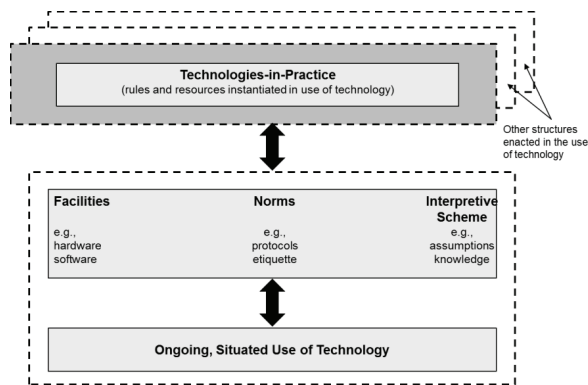 Technologies-in-Practice
(rules and resources instantiated in use of technology)
Other structures
enacted in the use
of technology
Facilities
e.g.,
hardware
software
Norms
e.g.,
protocols
etiquette
Interpretive
Scheme
e.g.,
assumptions
knowledge
Ongoing, Situated Use of Technology